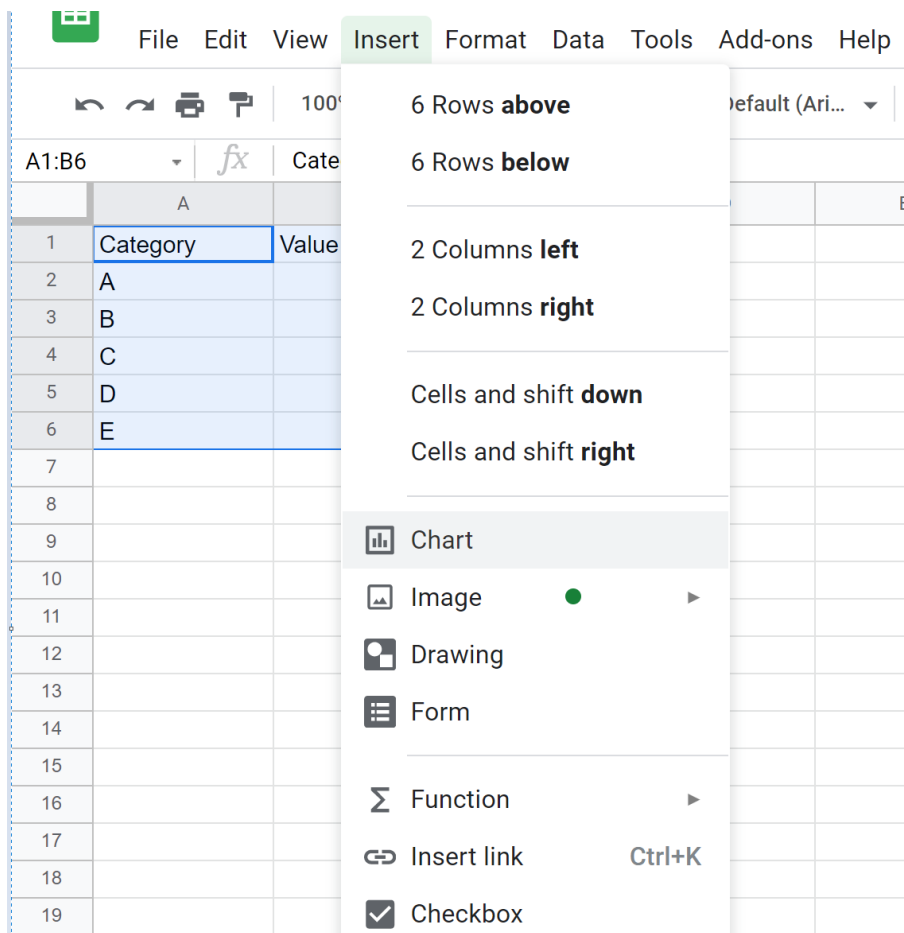 File Edit View Insert Format Data Tools Add-ons Help
100
6 Rows above
A1:B6 fx
6 Rows below
A
1 Category Value
2 A
2 Columns left
3 B
2 Columns right
4 C
5 D
Cells and shift down
6 E
Cells and shift right
7
8
9 Chart
10
Image
11
12 Drawing
13
Form
14
15
16 Function
17
Insert link Ctrl+K
18
19 Checkbox